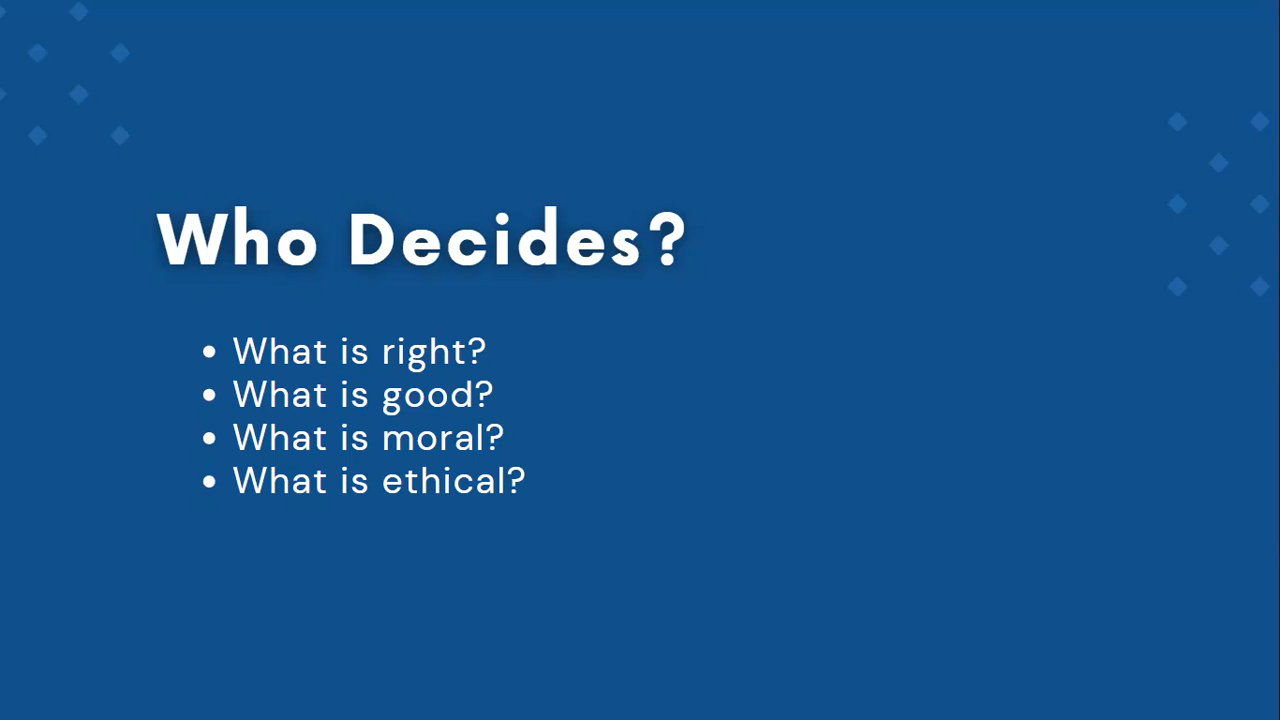 Who Decides?
• What is right?
• What is good?
• What is moral?
• What is ethical?